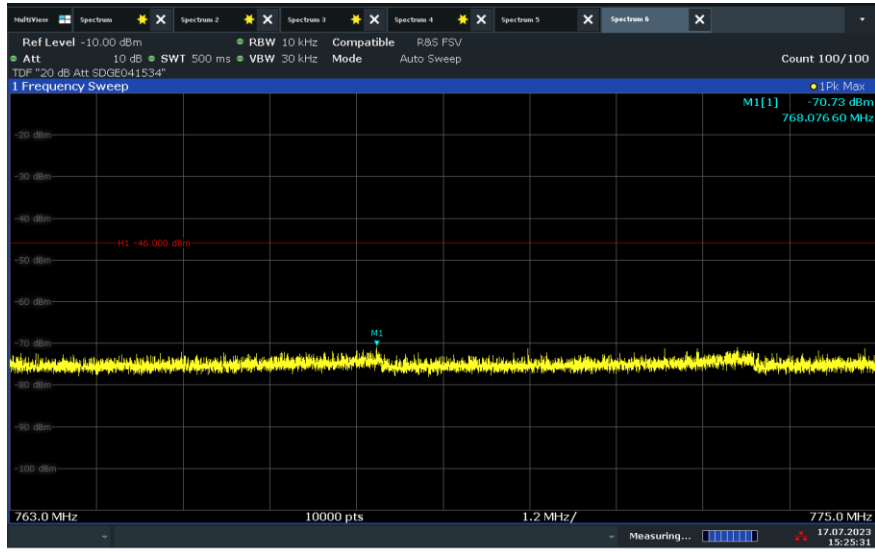 MultiView Spectrum Spectrum 2 Spectrum 3 Spectrum 4 Spectrum 5 Spectrum 6
Ref Level -10.00 dBm RBW 10 kHz Compatible R&S FSV
Att 10 dB SWT 500 ms VBW 30 kHz Mode Auto Sweep Count 100/100
TDF "20 dB Att SDGE041534"
1 Frequency Sweep 1Pk Max
M1[1] -70.73 dBm
768.076 60 MHz
-20 dBm
-30 dBm
-40 dBm
H1 -46.000 dBm
-50 dBm
-60 dBm
M1
-70 dBm
-80 dBm
-90 dBm
-100 dBm
763.0 MHz 10000 pts 1.2 MHz/ 775.0 MHz
Measuring... 17.07.2023
15:25:31